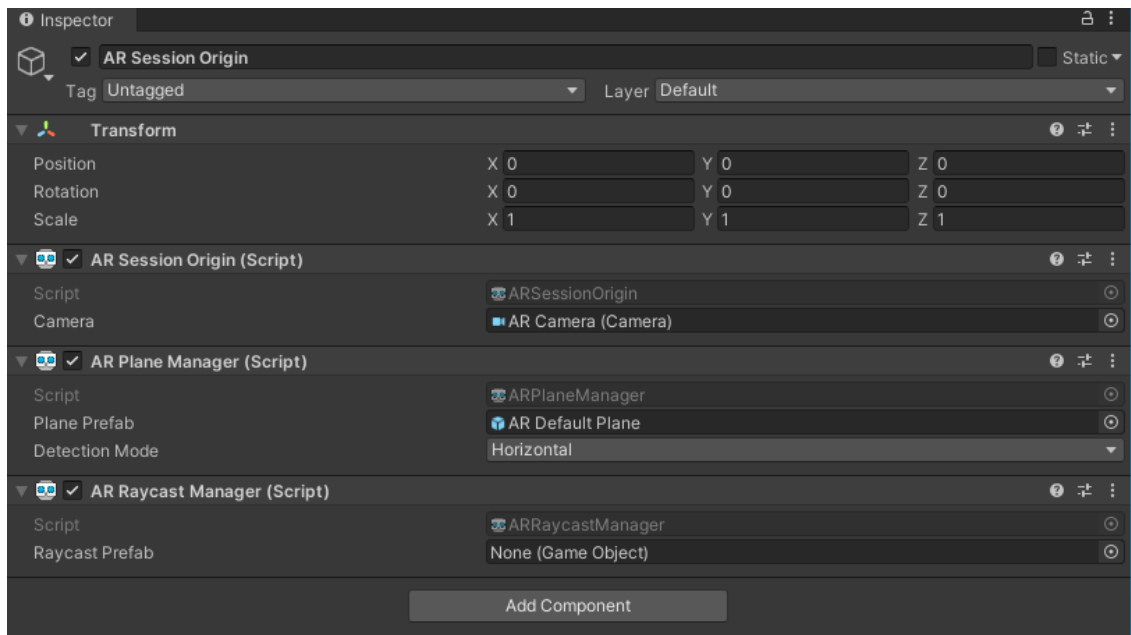 Inspector
AR Session Origin Static
Tag Untagged Layer Default
Transform
Position X 0 Y 0 Z 0
Rotation X 0 Y 0 Z 0
Scale X 1 Y 1 Z 1
AR Session Origin (Script)
Script ARSessionOrigin
Camera AR Camera (Camera)
AR Plane Manager (Script)
Script ARPlaneManager
Plane Prefab AR Default Plane
Detection Mode Horizontal
AR Raycast Manager (Script)
Script ARRaycastManager
Raycast Prefab None (Game Object)
Add Component